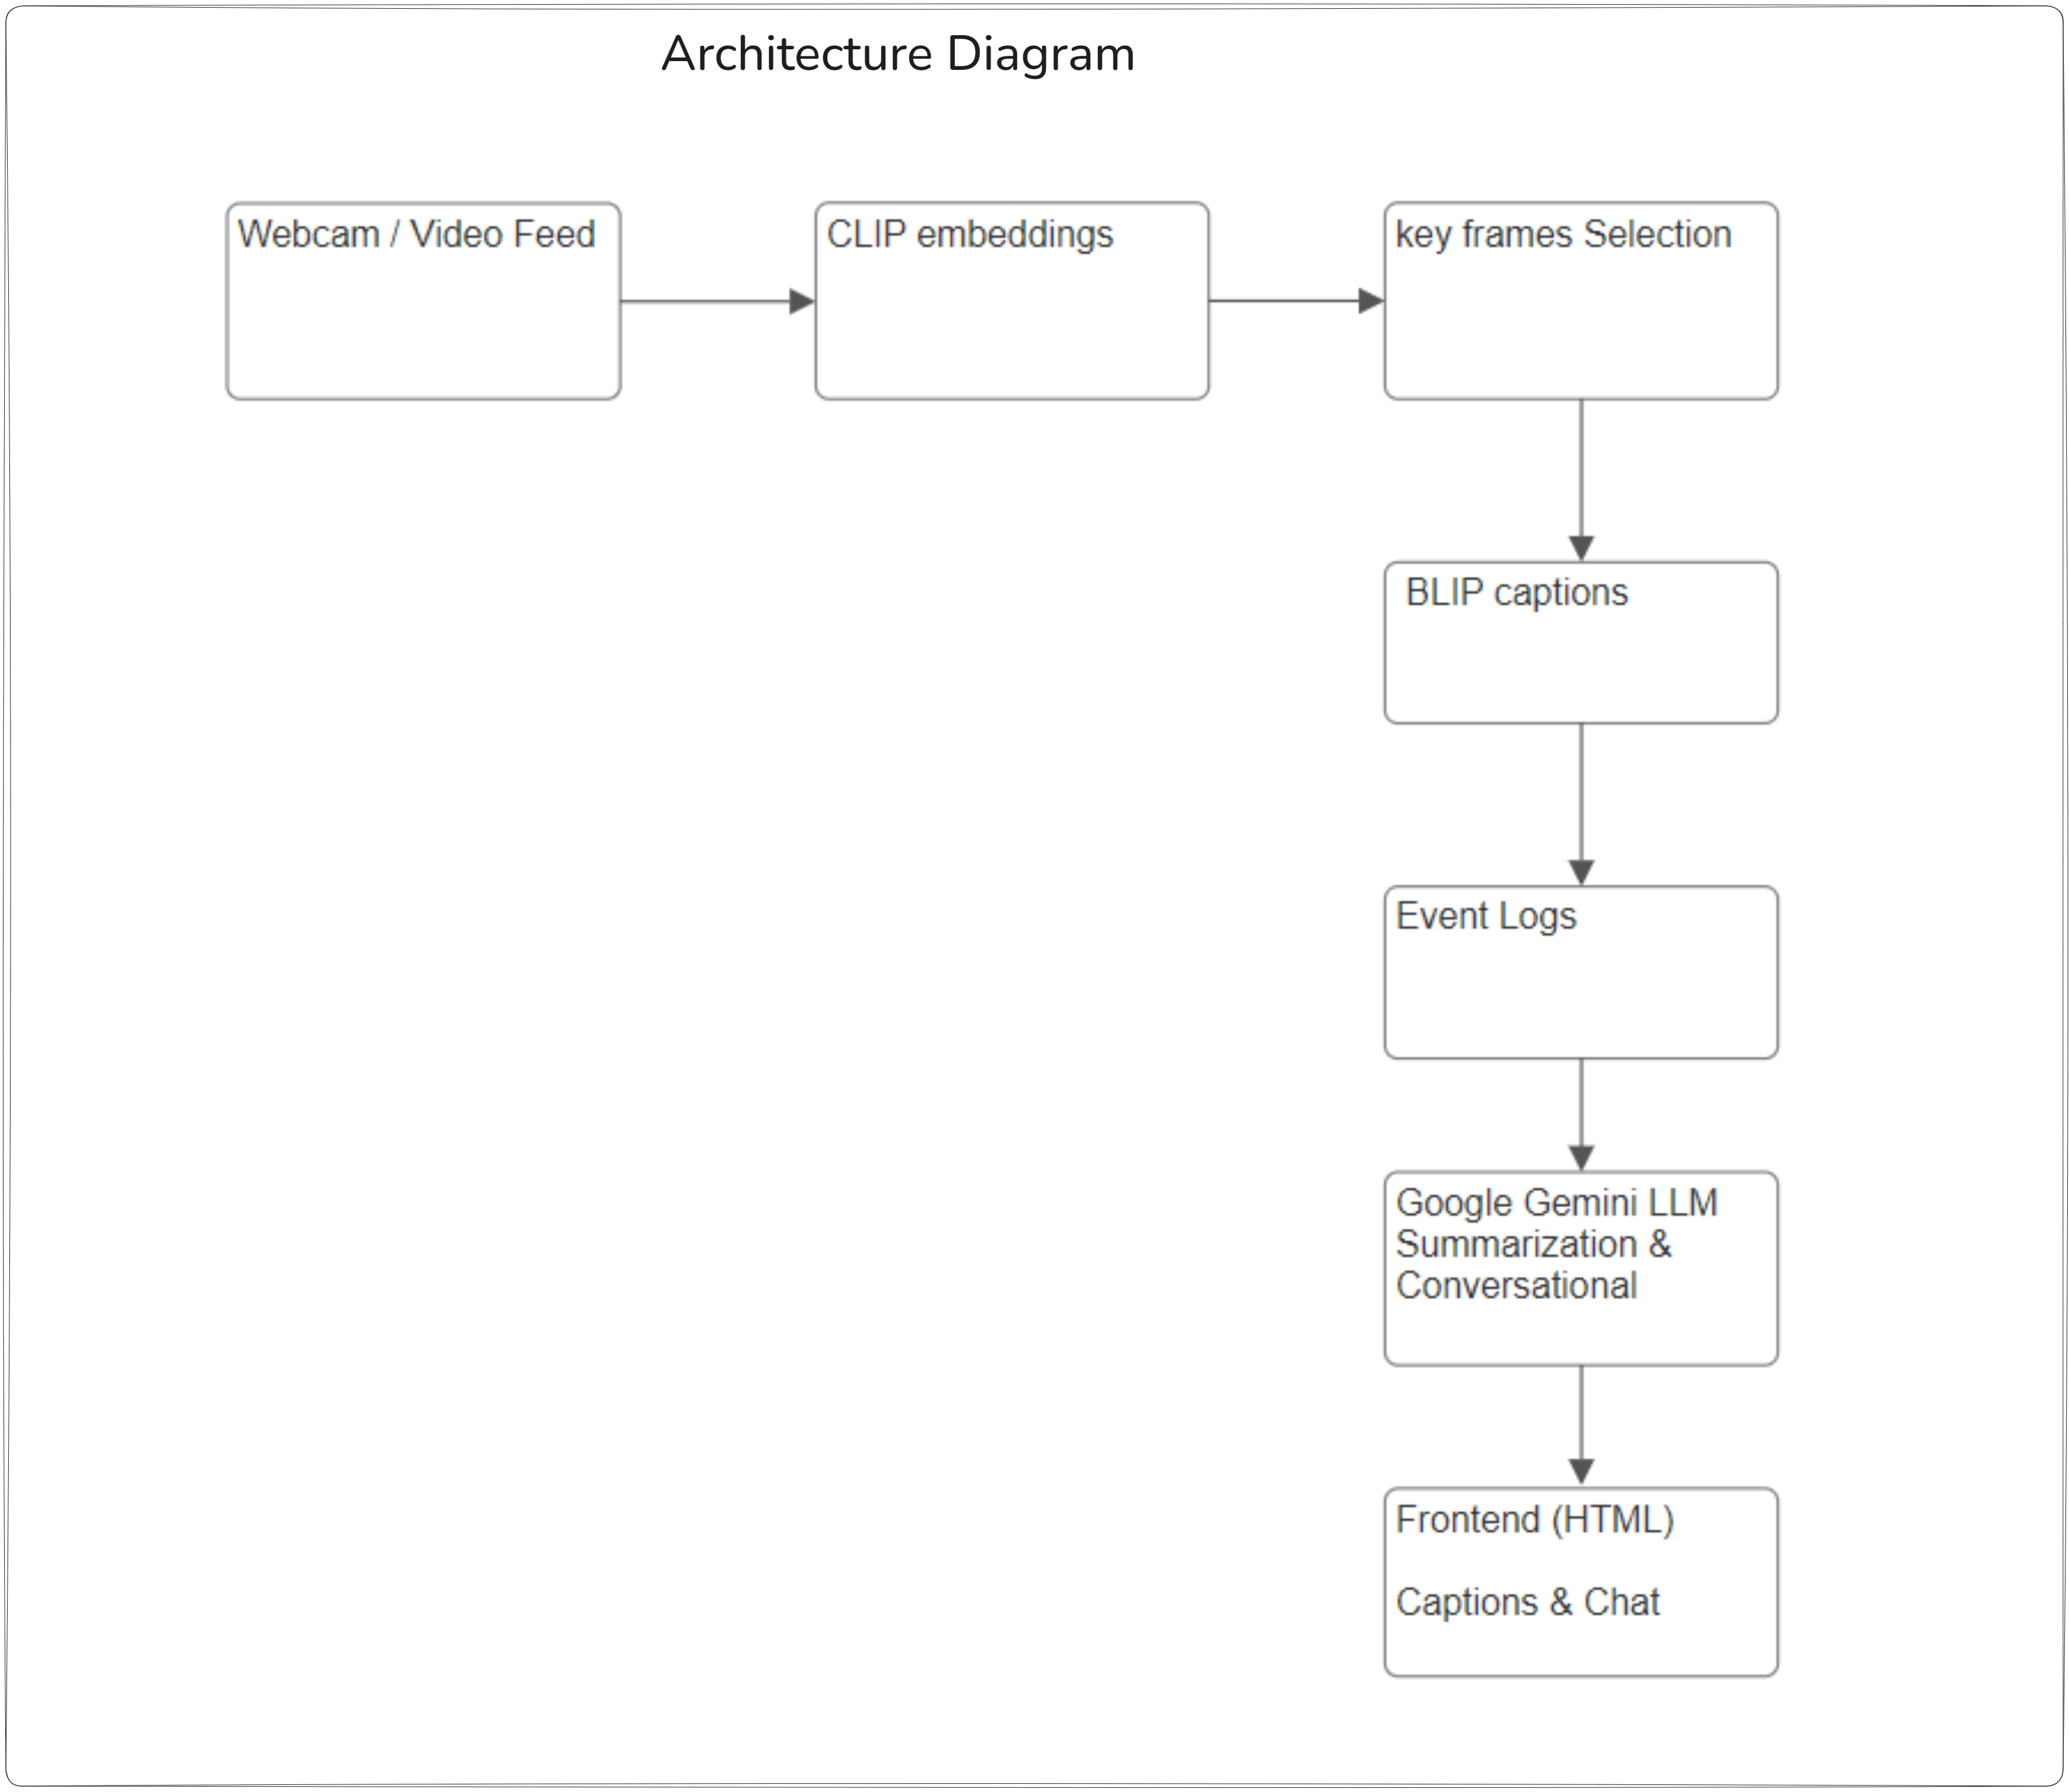 Architecture Diagram
Webcam / Video Feed
CLIP embeddings
key frames Selection
BLIP captions
Event Logs
Google Gemini LLM
Summarization &
Conversational
Frontend (HTML)
Captions & Chat